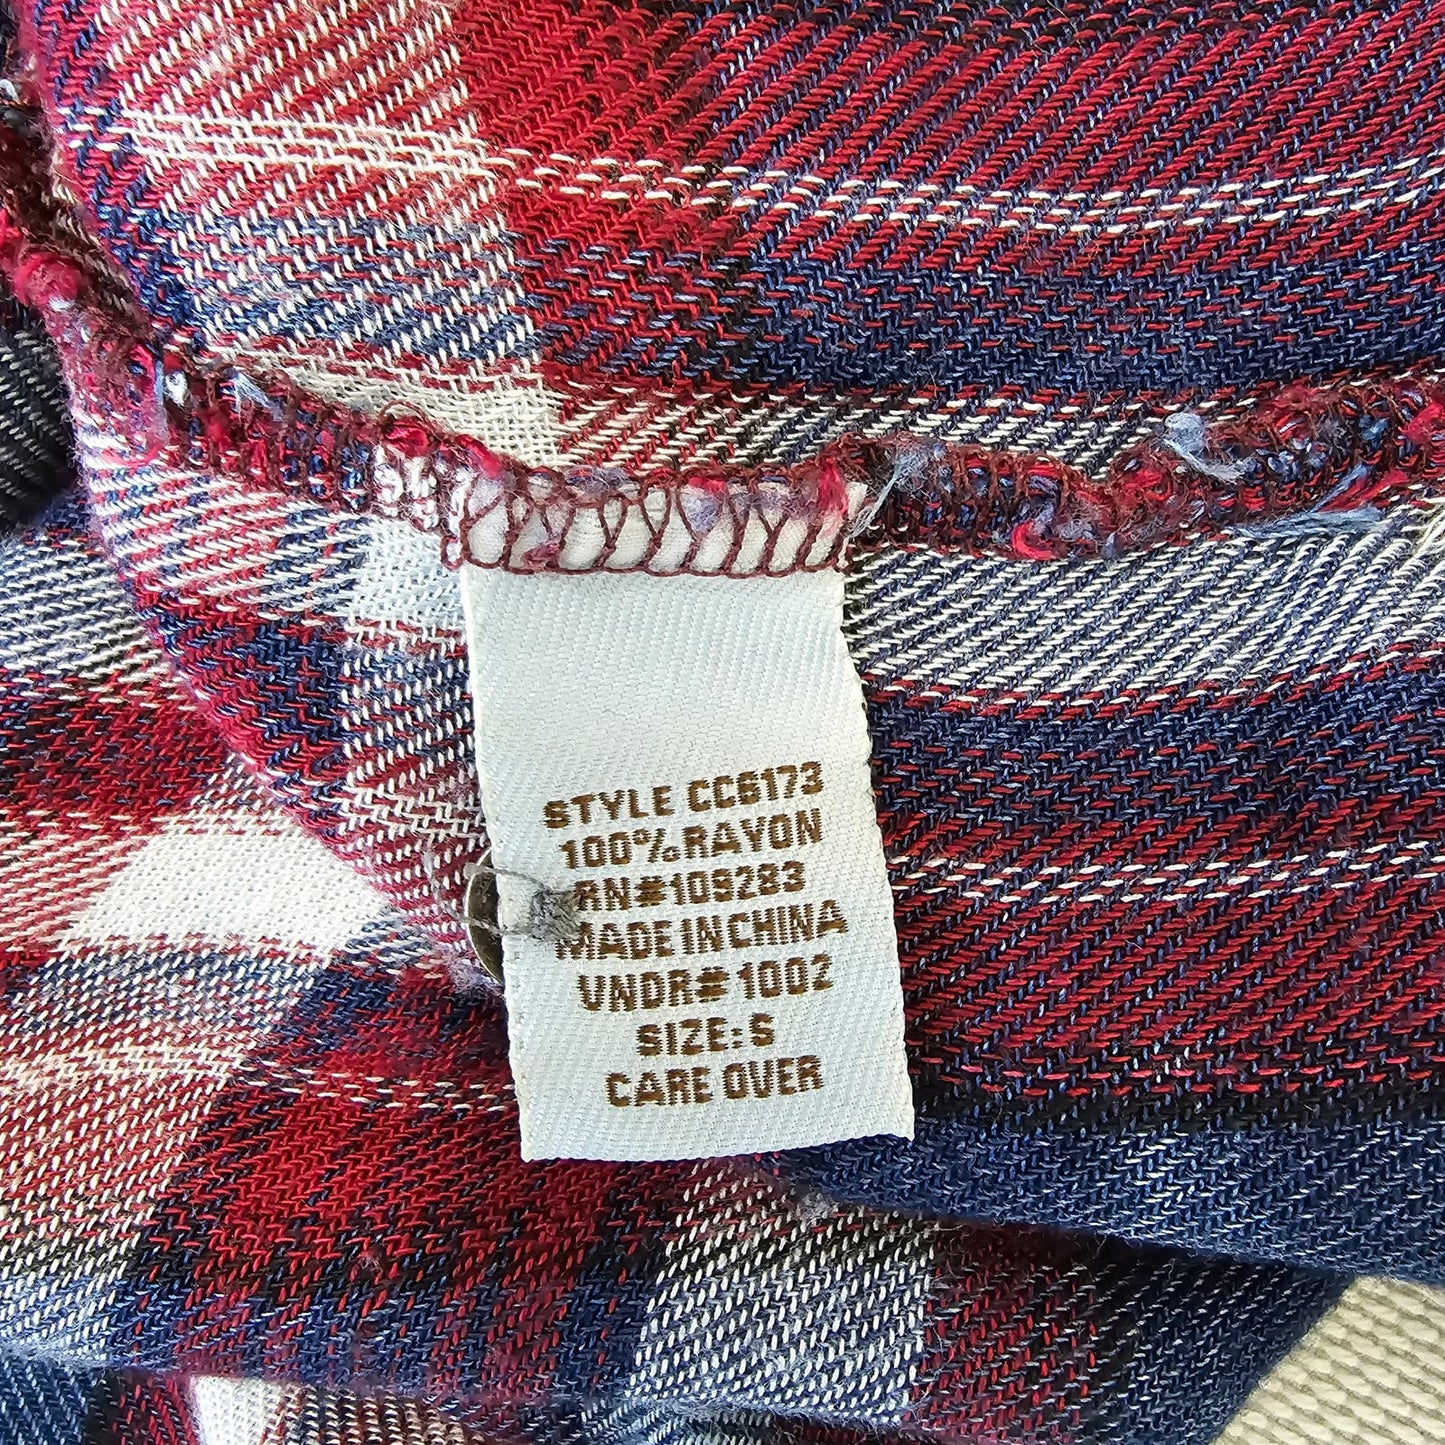 STYLE CC6173
100% RAYON
RN#109283
MADE IN CHINA
VNDR#1002
SIZE: S
CARE OVER